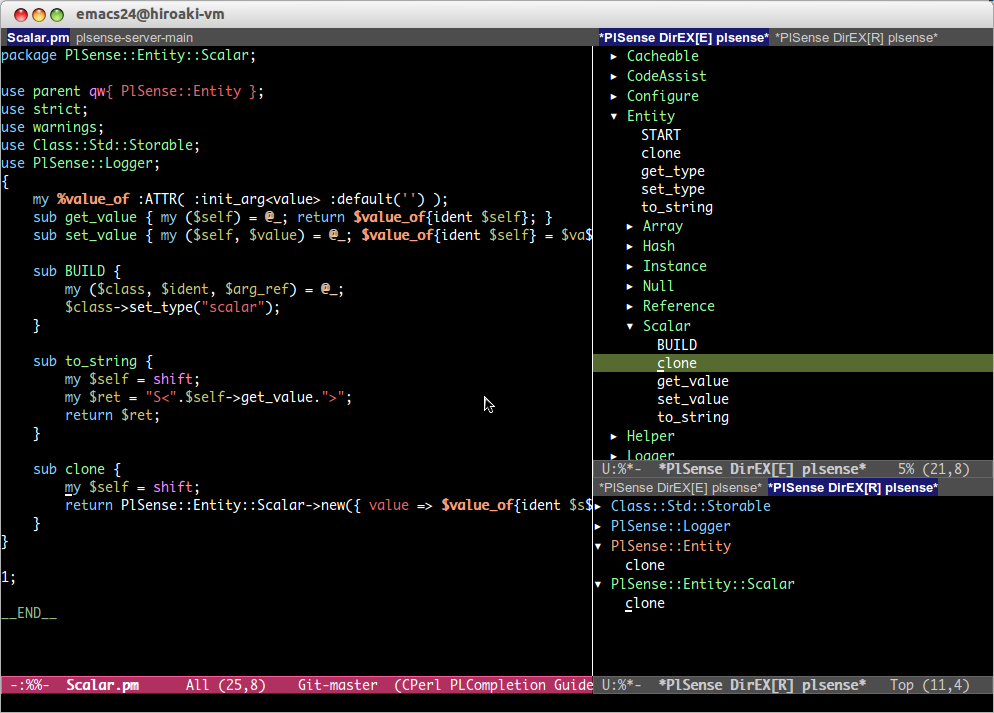 emacs24@hiroaki-vm
Scalar.pm plsense-server-main
package PlSense::Entity::Scalar;
use parent qw{ PlSense::Entity };
use strict;
use warnings;
use Class::Std::Storable;
use PlSense::Logger;
{
my %value_of :ATTR( :init_arg<value> :default('') );
sub get_value { my ($self) = @_; return $value_of{ident $self}; }
sub set_value { my ($self, $value) = @_; $value_of{ident $self} = $va$
sub BUILD {
my ($class, $ident, $arg_ref) = @_;
$class->set_type("scalar");
}
sub to_string {
my $self = shift;
my $ret = "S<".$self->get_value.">";
return $ret;
}
sub clone {
my $self = shift;
return PlSense::Entity::Scalar->new({ value => $value_of{ident $s$
}
}
1;
__END__
-:%%- Scalar.pm All (25,8) Git-master (CPerl PLCompletion Guide
*PlSense DirEX[E] plsense* *PlSense DirEX[R] plsense*
▸ Cacheable
▸ CodeAssist
▸ Configure
▾ Entity
START
clone
get_type
set_type
to_string
▸ Array
▸ Hash
▸ Instance
▸ Null
▸ Reference
▾ Scalar
BUILD
clone
get_value
set_value
to_string
▸ Helper
▸ Logger
U:%*- *PlSense DirEX[E] plsense* 5% (21,8)
*PlSense DirEX[E] plsense* *PlSense DirEX[R] plsense*
▸ Class::Std::Storable
▸ PlSense::Logger
▾ PlSense::Entity
clone
▾ PlSense::Entity::Scalar
clone
U:%*- *PlSense DirEX[R] plsense* Top (11,4)